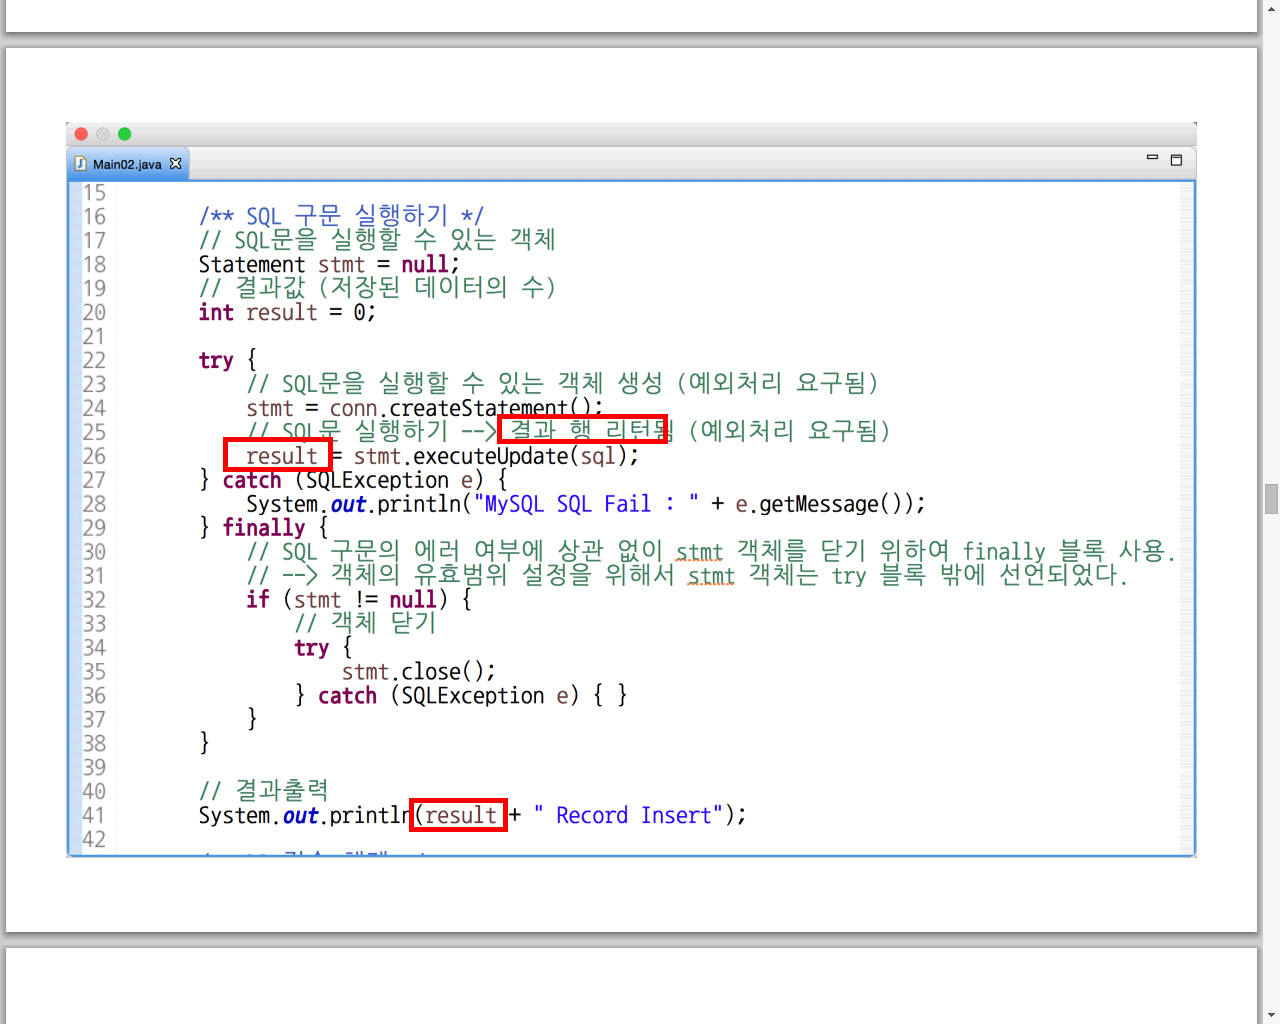 Main02.java
15
16 /** SQL 구문 실행하기 */
17 // SQL문을 실행할 수 있는 객체
18 Statement stmt = null;
19 // 결과값 (저장된 데이터의 수)
20 int result = 0;
21
22 try {
23 // SQL문을 실행할 수 있는 객체 생성 (예외처리 요구됨)
24 stmt = conn.createStatement();
25 // SQL문 실행하기 --> 결과 행 리턴됨 (예외처리 요구됨)
26 result = stmt.executeUpdate(sql);
27 } catch (SQLException e) {
28 System.out.println("MySQL SQL Fail : " + e.getMessage());
29 } finally {
30 // SQL 구문의 에러 여부에 상관 없이 stmt 객체를 닫기 위하여 finally 블록 사용.
31 // --> 객체의 유효범위 설정을 위해서 stmt 객체는 try 블록 밖에 선언되었다.
32 if (stmt != null) {
33 // 객체 닫기
34 try {
35 stmt.close();
36 } catch (SQLException e) { }
37 }
38 }
39
40 // 결과출력
41 System.out.println(result + " Record Insert");
42